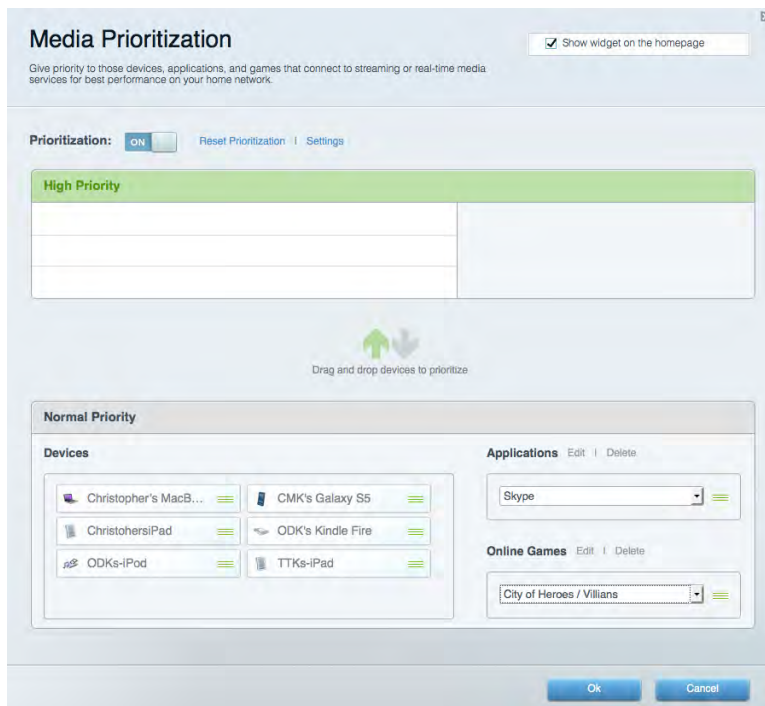 Media Prioritization
Show widget on the homepage
Give priority to those devices, applications, and games that connect to streaming or real-time media
services for best performance on your home network.
Prioritization: ON Reset Prioritization | Settings
High Priority
Drag and drop devices to prioritize
Normal Priority
Devices
Christopher's MacB... CMK's Galaxy S5
ChristohersiPad ODK's Kindle Fire
ODKs-iPod TTKs-iPad
Applications Edit | Delete
Skype
Online Games Edit | Delete
City of Heroes / Villians
Ok Cancel